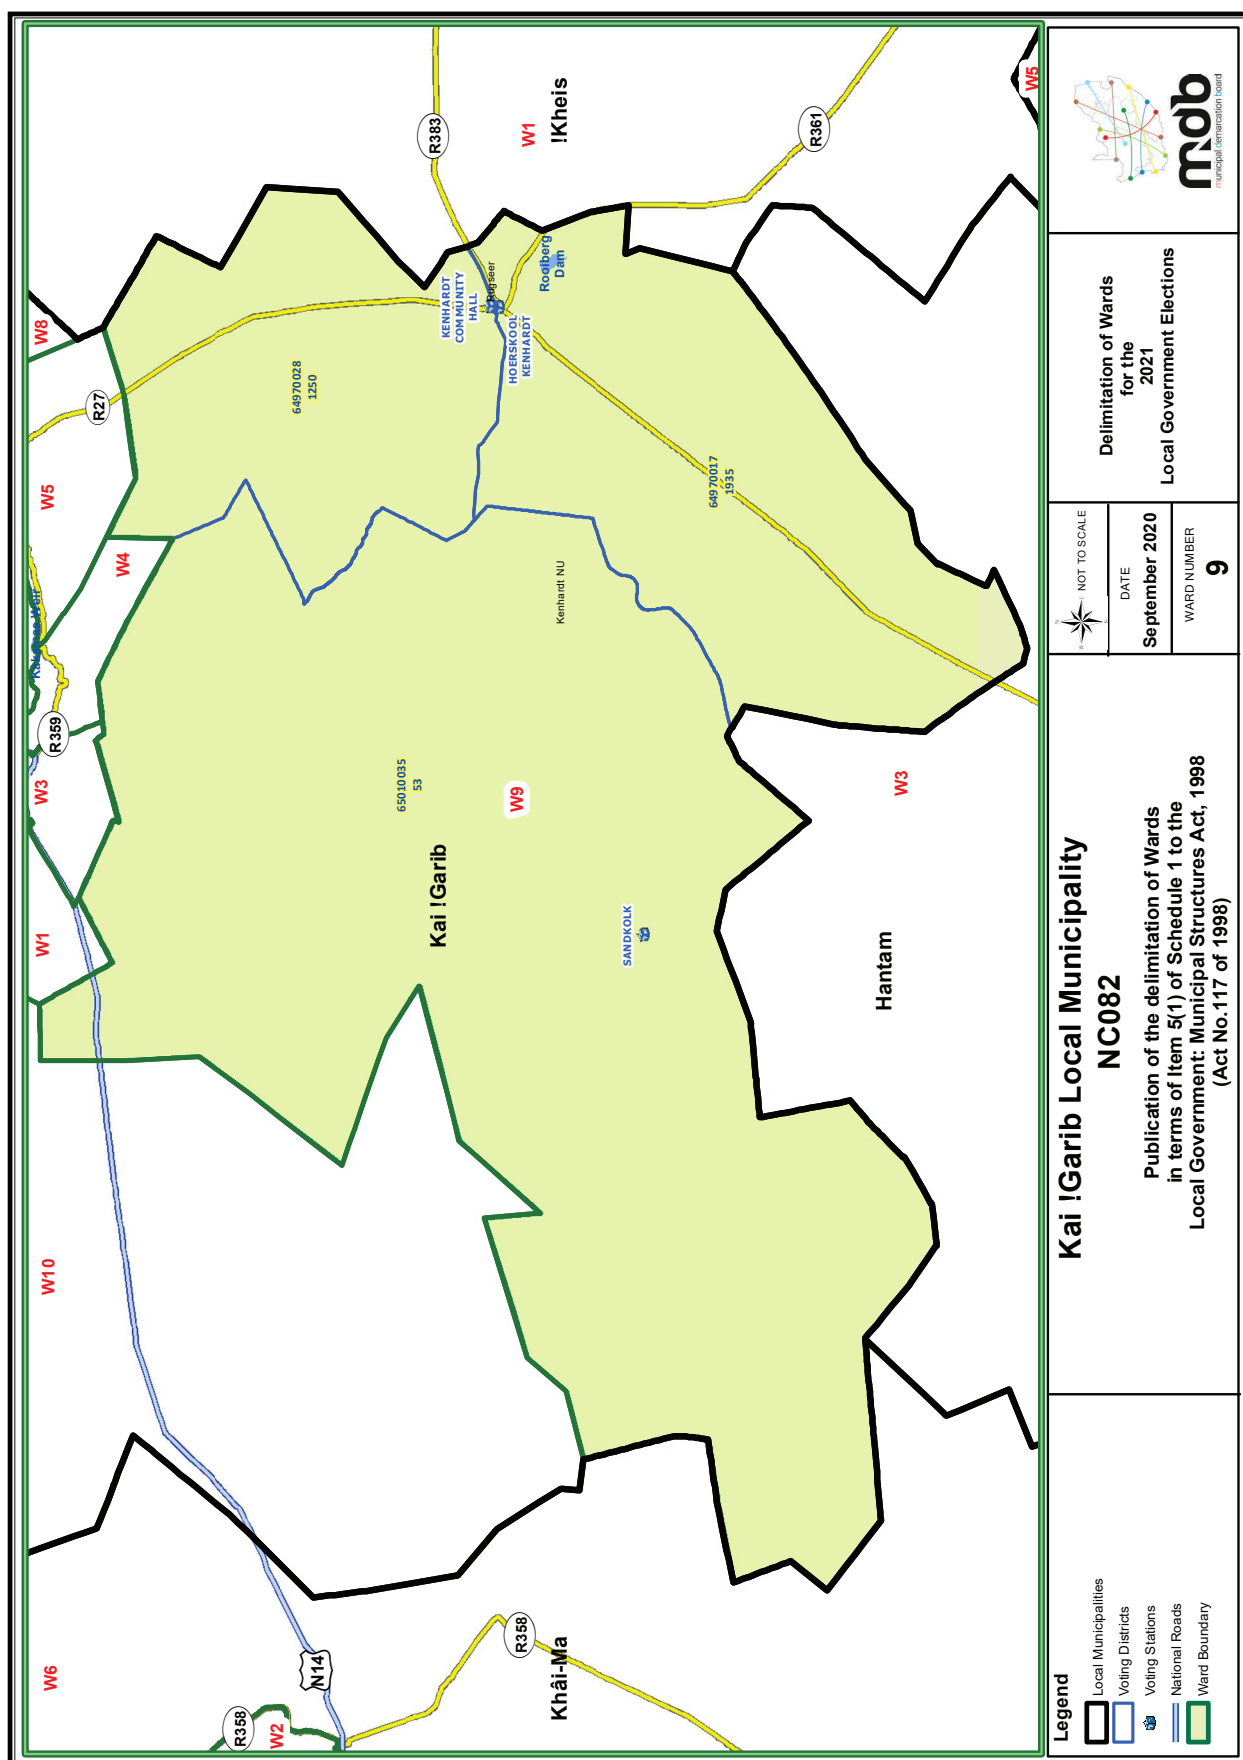 W6
W10
W1
W3
W5
W8
R358
W2
N14
R358
Khâi-Ma
R359
Kakamas Weir
W4
R27
64970028
1250
65010035
53
Kai !Garib
W9
SANDKOLK
Kenhardt NU
KENHARDT
COMMUNITY
HALL
Rugseer
HOERSKOOL
KENHARDT
Rooiberg
Dam
R383
W1
!Kheis
R361
W5
64970017
1935
W3
Hantam
Legend
Local Municipalities
Voting Districts
Voting Stations
National Roads
Ward Boundary
Kai !Garib Local Municipality
NC082
Publication of the delimitation of Wards
in terms of Item 5(1) of Schedule 1 to the
Local Government: Municipal Structures Act, 1998
(Act No.117 of 1998)
N
W
NOT TO SCALE
DATE
September 2020
WARD NUMBER
9
Delimitation of Wards
for the
2021
Local Government Elections
mdb
municipal demarcation board